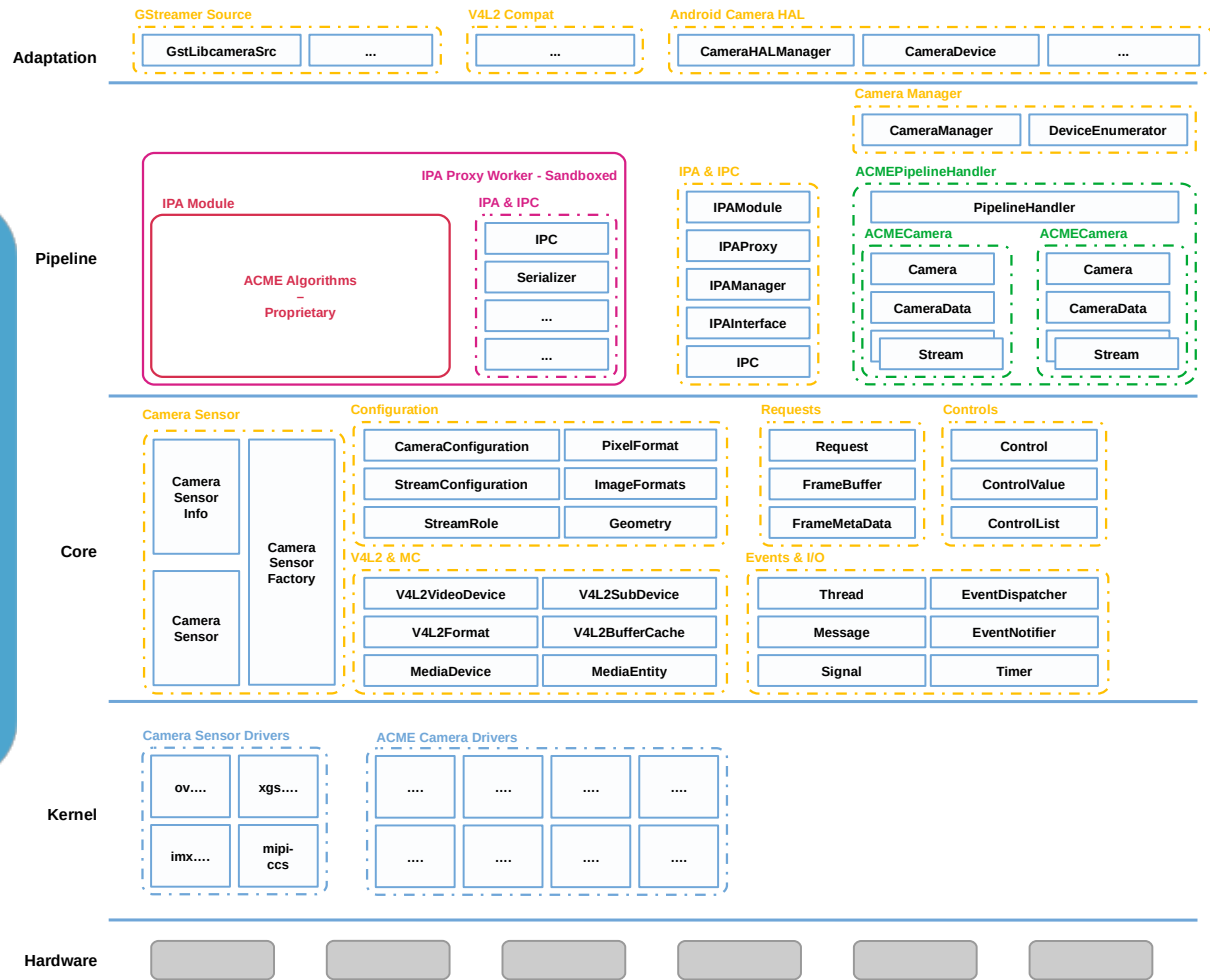 GStreamer Source
V4L2 Compat
Android Camera HAL
Adaptation
GstLibcameraSrc
...
...
CameraHALManager
CameraDevice
...
Camera Manager
CameraManager
DeviceEnumerator
Pipeline
IPA Proxy Worker - Sandboxed
IPA Module
ACME Algorithms
–
Proprietary
IPA & IPC
IPC
Serializer
...
...
IPA & IPC
IPAModule
IPAProxy
IPAManager
IPAInterface
IPC
ACMEPipelineHandler
PipelineHandler
ACMECamera
Camera
CameraData
Stream
ACMECamera
Camera
CameraData
Stream
Core
Camera Sensor
Camera
Sensor
Info
Camera
Sensor
Camera
Sensor
Factory
Configuration
CameraConfiguration
PixelFormat
StreamConfiguration
ImageFormats
StreamRole
Geometry
Requests
Request
FrameBuffer
FrameMetaData
Controls
Control
ControlValue
ControlList
V4L2 & MC
V4L2VideoDevice
V4L2SubDevice
V4L2Format
V4L2BufferCache
MediaDevice
MediaEntity
Events & I/O
Thread
EventDispatcher
Message
EventNotifier
Signal
Timer
Kernel
Camera Sensor Drivers
ov....
xgs....
imx....
mipi-
ccs
ACME Camera Drivers
....
....
....
....
....
....
....
....
Hardware